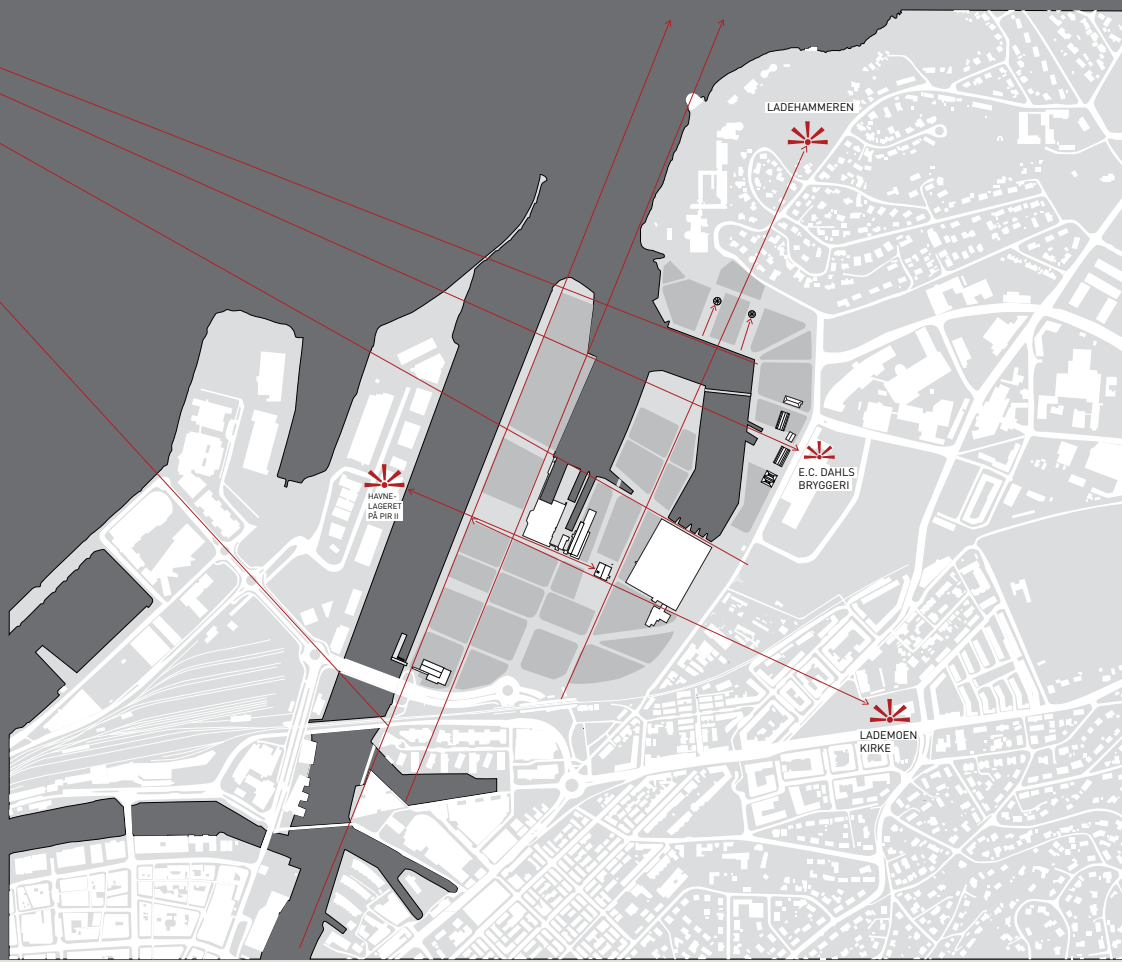 LADEHAMMEREN
E.C. DAHLS
BRYGGERI
HAVNE-
LAGERET
PÅ PIR II
LADEMOEN
KIRKE